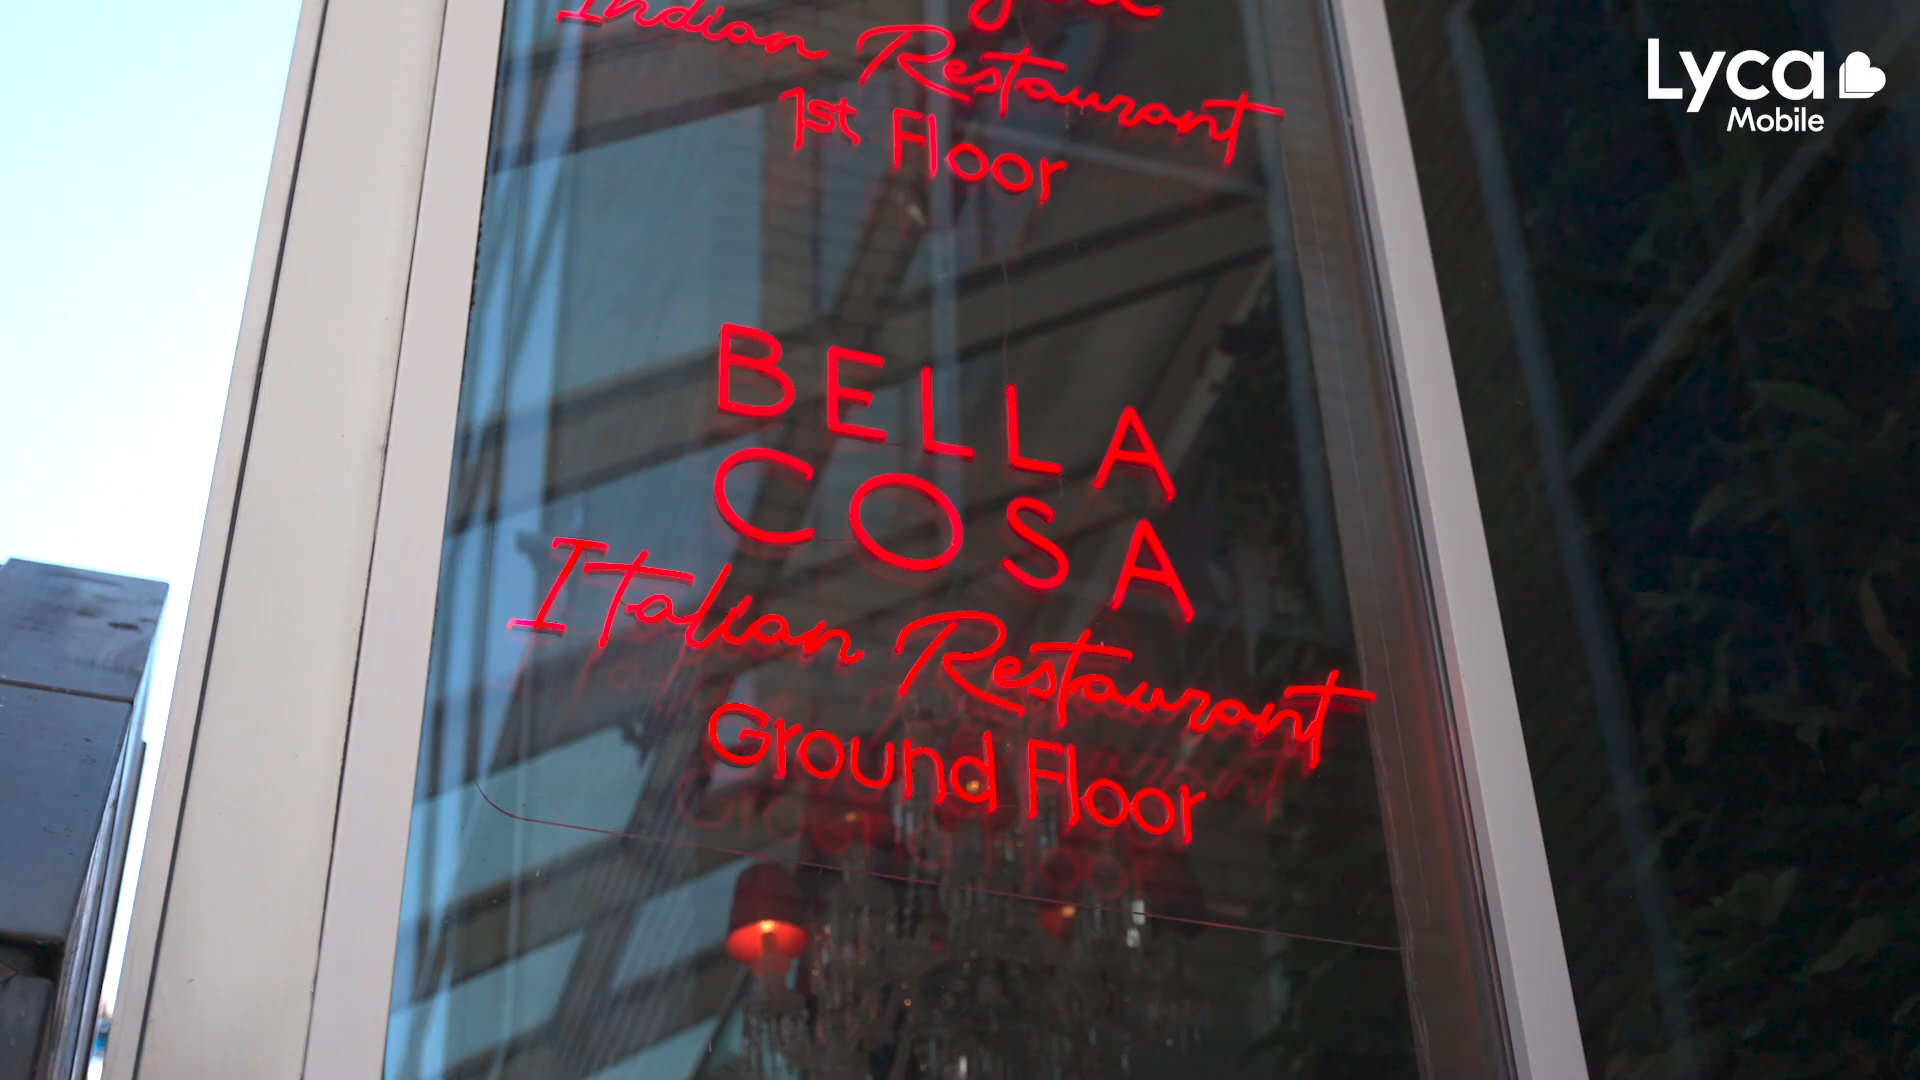 Indian Restaurant
1st Floor
BELLA
COSA
Italian Restaurant
Ground Floor
Lyca
Mobile